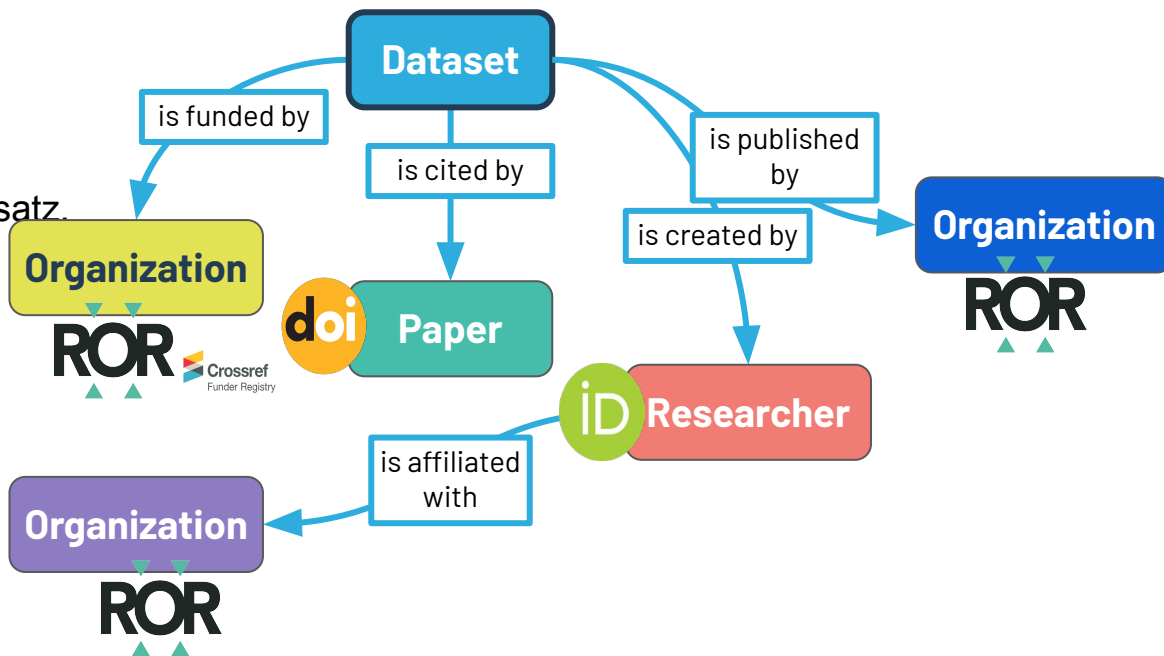 Dataset
is funded by
is cited by
is published
by
is created by
satz.
Organization
ROR
Crossref
Funder Registry
doi
Paper
Organization
ROR
iD
Researcher
is affiliated
with
Organization
ROR